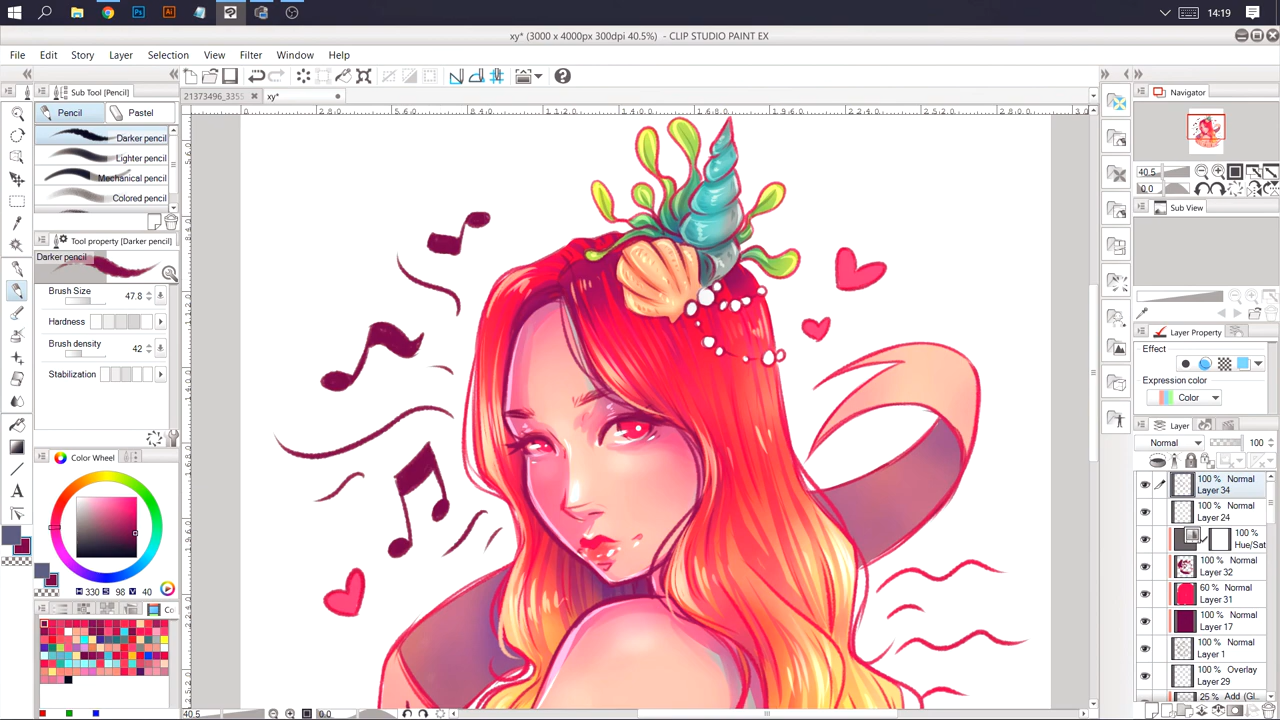 14:19
xy* (3000 x 4000px 300dpi 40.5%) - CLIP STUDIO PAINT EX
File Edit Story Layer Selection View Filter Window Help
Sub Tool [Pencil]
Pencil Pastel
Darker pencil
Lighter pencil
Mechanical pencil
Colored pencil
Tool property [Darker pencil]
Darker pencil
Brush Size 47.8
Hardness
Brush density 42
Stabilization
Color Wheel
H 330 S 98 V 40
Co
21373496_335 xy*
40.5 0.0
Navigator
40.5
0.0
Sub View
Layer Property
Effect
Expression color
Color
Layer
Normal 100
100 % Normal
Layer 34
100 % Normal
Layer 24
100 %
Hue/Sat
100 % Normal
Layer 32
60 % Normal
Layer 31
100 % Normal
Layer 17
100 % Normal
Layer 1
100 % Overlay
Layer 29
25 % Add (Gl